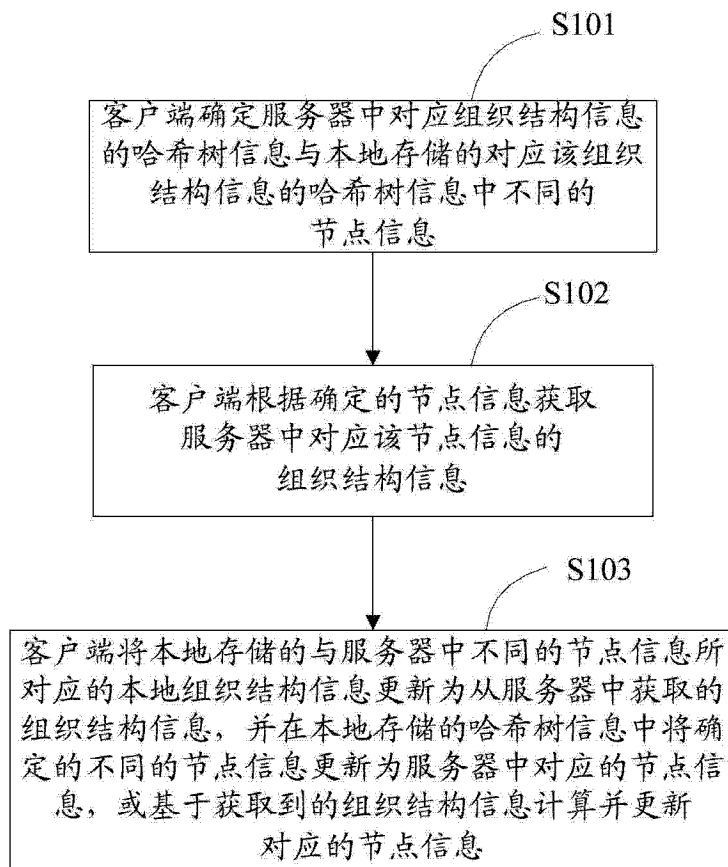 S101
客户端确定服务器中对应组织结构信息
的哈希树信息与本地存储的对应该组织
结构信息的哈希树信息中不同的
节点信息
S102
客户端根据确定的节点信息获取
服务器中对应该节点信息的
组织结构信息
S103
客户端将本地存储的与服务器中不同的节点信息所
对应的本地组织结构信息更新为从服务器中获取的
组织结构信息，并在本地存储的哈希树信息中将确
定的不同的节点信息更新为服务器中对应的节点信
息，或基于获取到的组织结构信息计算并更新
对应的节点信息